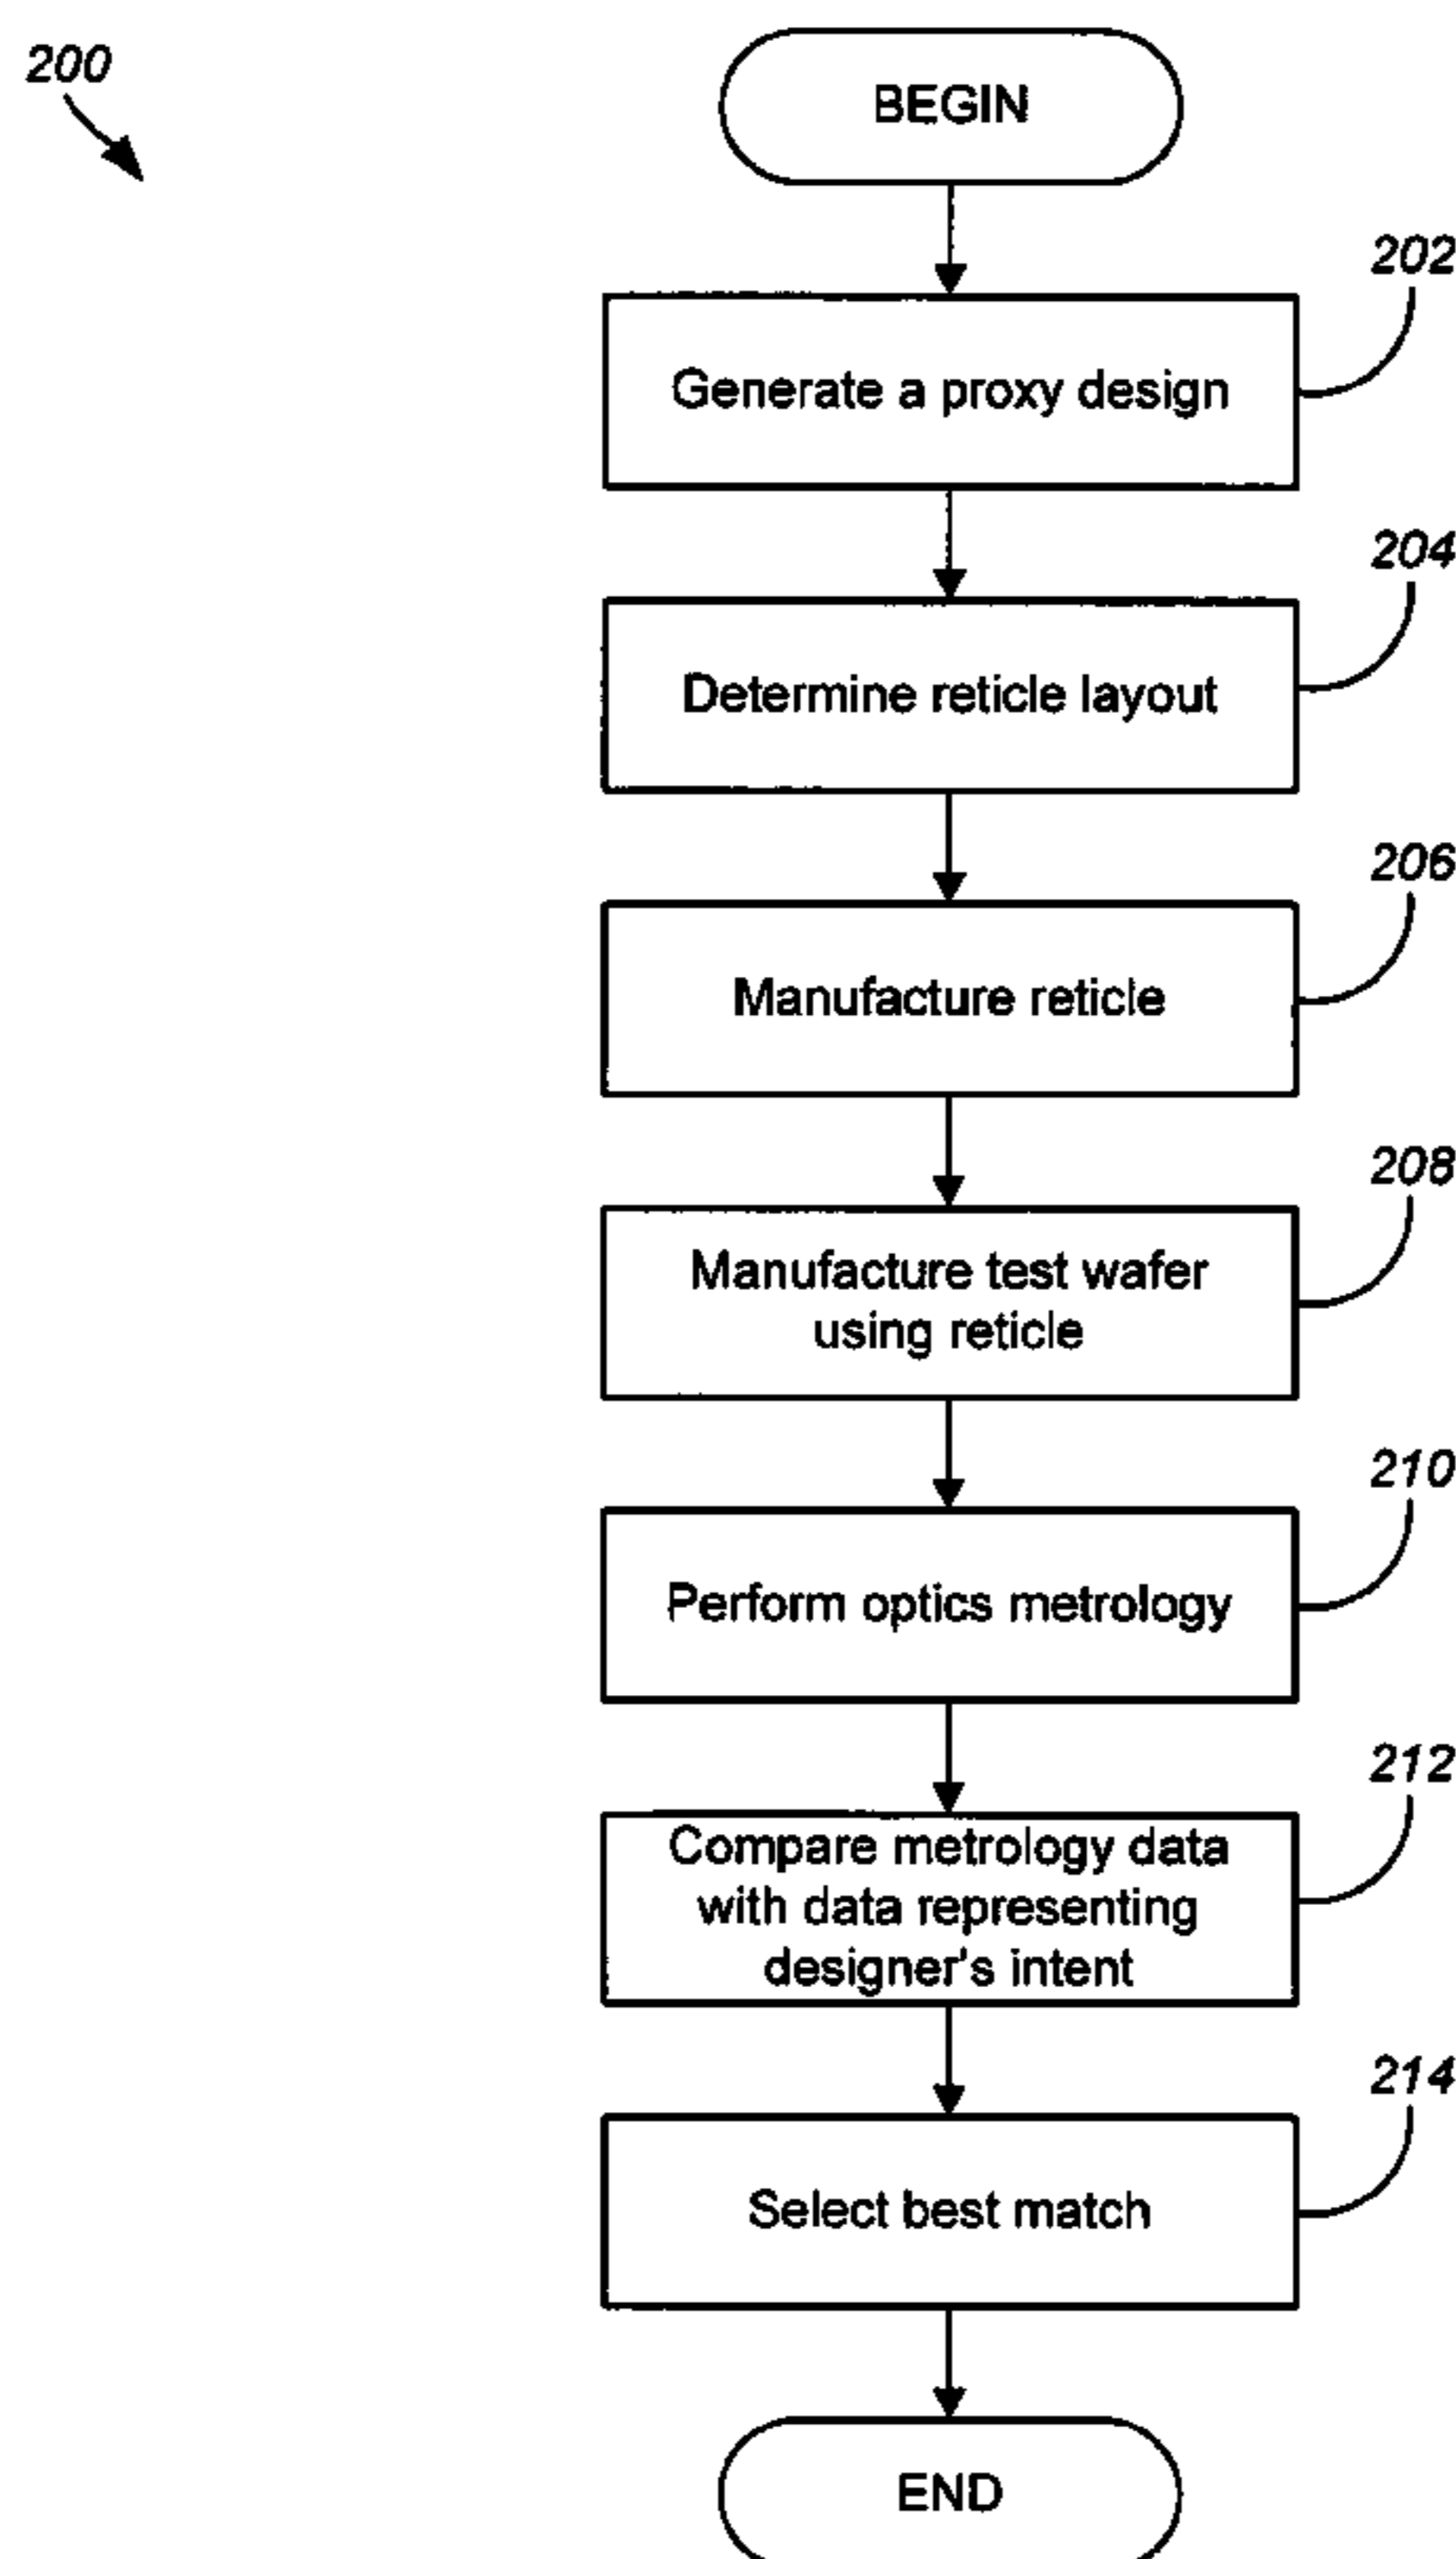 200
BEGIN
202
Generate a proxy design
204
Determine reticle layout
206
Manufacture reticle
208
Manufacture test wafer
using reticle
210
Perform optics metrology
212
Compare metrology data
with data representing
designer's intent
214
Select best match
END